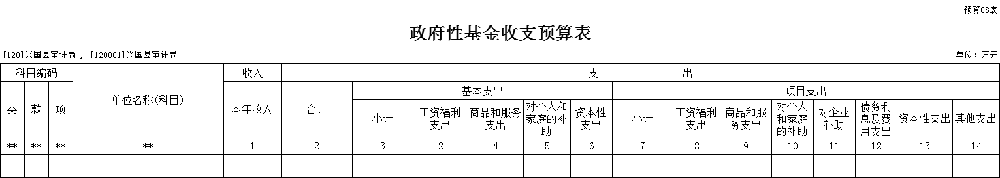 预算08表
政府性基金收支预算表
[120]兴国县审计局 , [120001]兴国县审计局 单位：万元
科目编码 单位名称(科目) 收入 支 出
类 款 项 本年收入 合计 基本支出 项目支出
小计 工资福利支出 商品和服务支出 对个人和家庭的补助 资本性支出 小计 工资福利支出 商品和服务支出 对个人和家庭的补助 对企业补助 债务利息及费用支出 资本性支出 其他支出
** ** ** ** 1 2 3 2 4 5 6 7 8 9 10 11 12 13 14